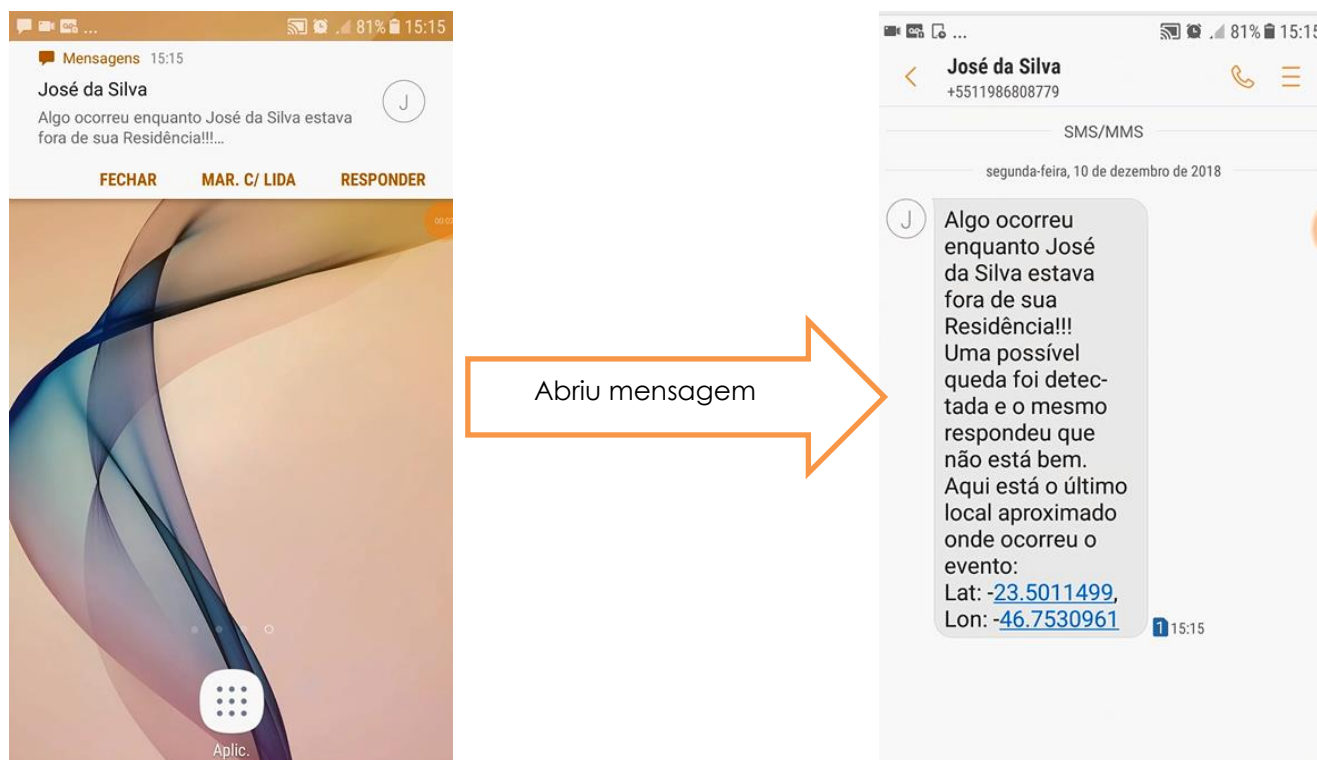 ... 81% 15:15
Mensagens 15:15
José da Silva
Algo ocorreu enquanto José da Silva estava
fora de sua Residência!!!...
J
FECHAR MAR. C/ LIDA RESPONDER
Aplic.
Abriu mensagem
... 81% 15:15
José da Silva
+5511986808779
SMS/MMS
segunda-feira, 10 de dezembro de 2018
J
Algo ocorreu
enquanto José
da Silva estava
fora de sua
Residência!!!
Uma possível
queda foi detec-
tada e o mesmo
respondeu que
não está bem.
Aqui está o último
local aproximado
onde ocorreu o
evento:
Lat: -23.5011499,
Lon: -46.7530961
1 15:15